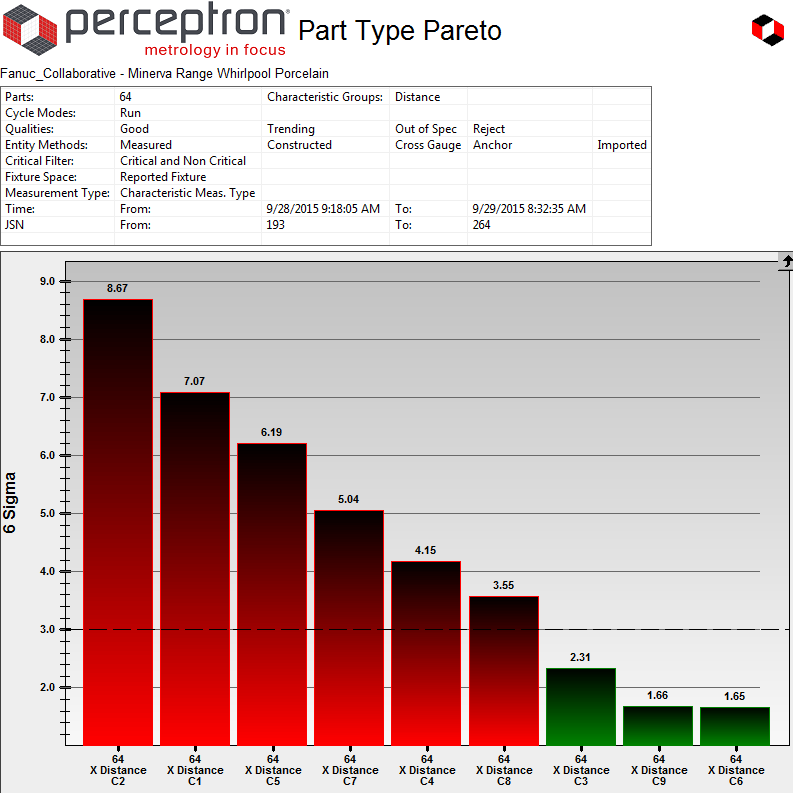 perceptron®
metrology in focus
Part Type Pareto
Fanuc_Collaborative - Minerva Range Whirlpool Porcelain
Parts: 64 Characteristic Groups: Distance
Cycle Modes: Run
Qualities: Good Trending Out of Spec Reject
Entity Methods: Measured Constructed Cross Gauge Anchor Imported
Critical Filter: Critical and Non Critical
Fixture Space: Reported Fixture
Measurement Type: Characteristic Meas. Type
Time: From: 9/28/2015 9:18:05 AM To: 9/29/2015 8:32:35 AM
JSN From: 193 To: 264
6 Sigma
9.0
8.0
7.0
6.0
5.0
4.0
3.0
2.0
8.67
7.07
6.19
5.04
4.15
3.55
2.31
1.66
1.65
64 64 64 64 64 64 64 64 64
X Distance X Distance X Distance X Distance X Distance X Distance X Distance X Distance X Distance
C2 C1 C5 C7 C4 C8 C3 C9 C6